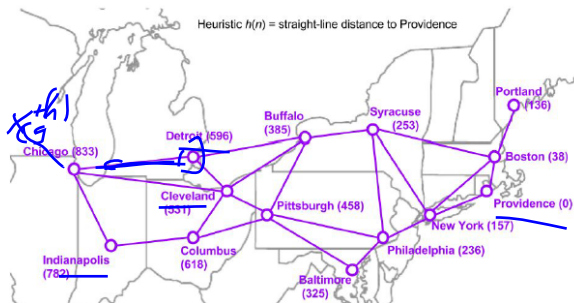 Heuristic h(n) = straight-line distance to Providence
Portland
(136)
Buffalo
(385)
Syracuse
(253)
Detroit (596)
Chicago (833)
Boston (38)
Cleveland
(531)
Pittsburgh (458)
Providence (0)
New York (157)
Columbus
(618)
Philadelphia (236)
Indianapolis
(782)
Baltimore
(325)